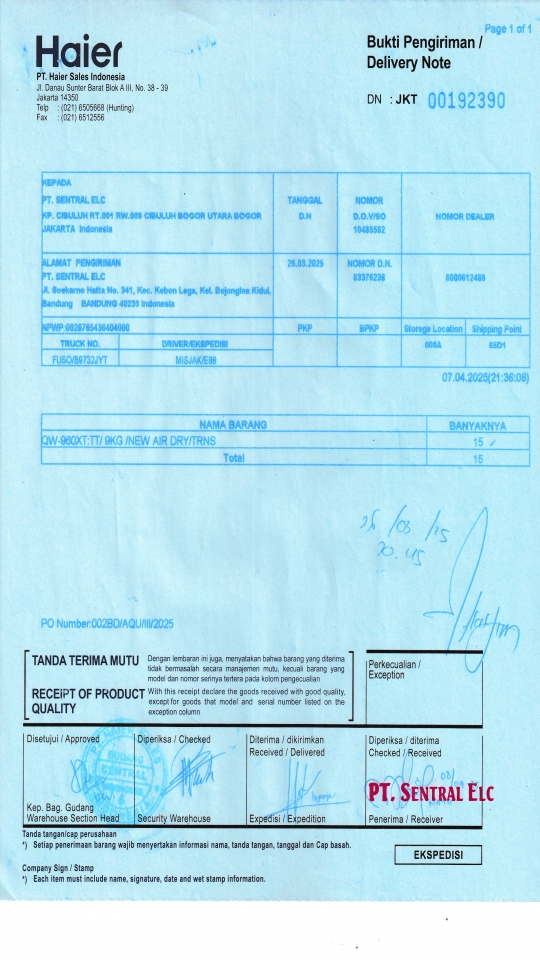 Page 1 of 1
Haier
PT. Haier Sales Indonesia
Jl. Danau Sunter Barat Blok A III, No. 38 - 39
Jakarta 14350
Telp : (021) 6505668 (Hunting)
Fax : (021) 6512556
Bukti Pengiriman /
Delivery Note
DN : JKT 00192390
KEPADA
PT. SENTRAL ELC
KP. CIBULUH RT.001 RW.008 CIBULUH BOGOR UTARA BOGOR
JAKARTA Indonesia
TANGGAL
D.N
NOMOR
D.O.V/SO
10485582
NOMOR DEALER
ALAMAT PENGIRIMAN
PT. SENTRAL ELC
Jl. Soekarno Hatta No. 341, Kec. Kebon Lega, Kel. Bojongloa Kidul,
Bandung BANDUNG 40235 Indonesia
26.03.2025
NOMOR D.N.
83376238
0000612486
NPWP:0028765436404000
PKP
BPKP
Storege Location
Shipping Point
TRUCK NO.
DRIVER/EKSPEDISI
000A
65D1
FUSO/B9732JYT
MISJAK/E96
07.04.2025(21:36:08)
NAMA BARANG
BANYAKNYA
QW-960XT:TT/ 9KG /NEW AIR DRY/TRNS
15
Total
15
20.45
PO Number:002BD/AQU/III/2025
TANDA TERIMA MUTU
Dengan lembaran ini juga, menyatakan bahwa barang yang diterima
tidak bermasalah secara manajemen mutu, kecuali barang yang
model dan nomor serinya tertera pada kolom pengecualian
RECEIPT OF PRODUCT
QUALITY
With this receipt declare the goods received with good quality,
except for goods that model and serial number listed on the
exception column
Perkecualian /
Exception
Disetujui / Approved
Kep. Bag. Gudang
Warehouse Section Head
Diperiksa / Checked
Security Warehouse
Diterima / dikirimkan
Received / Delivered
Expedisi / Expedition
Diperiksa / diterima
Checked / Received
PT. SENTRAL ELC
Penerima / Receiver
Tanda tangan/cap perusahaan
*) Setiap penerimaan barang wajib menyertakan informasi nama, tanda tangan, tanggal dan Cap basah.
EKSPEDISI
Company Sign / Stamp
*) Each item must include name, signature, date and wet stamp information.